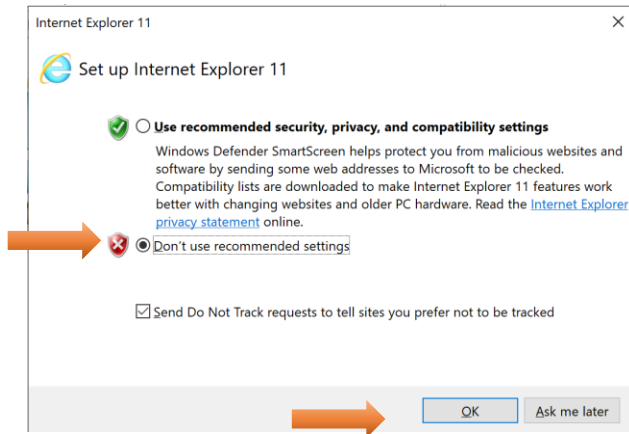 Internet Explorer 11
Set up Internet Explorer 11
Use recommended security, privacy, and compatibility settings
Windows Defender SmartScreen helps protect you from malicious websites and
software by sending some web addresses to Microsoft to be checked.
Compatibility lists are downloaded to make Internet Explorer 11 features work
better with changing websites and older PC hardware. Read the Internet Explorer
privacy statement online.
Don't use recommended settings
Send Do Not Track requests to tell sites you prefer not to be tracked
OK Ask me later